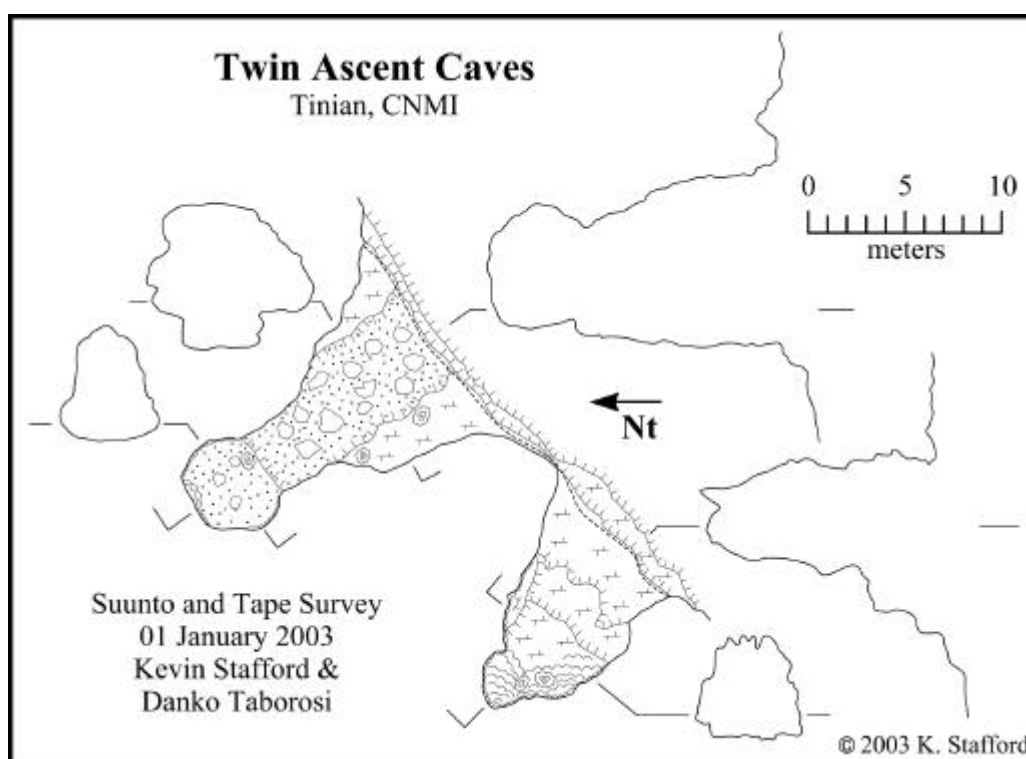 Twin Ascent Caves
Tinian, CNMI
0 5 10
meters
Nt
Suunto and Tape Survey
01 January 2003
Kevin Stafford &
Danko Taborosi
© 2003 K. Stafford